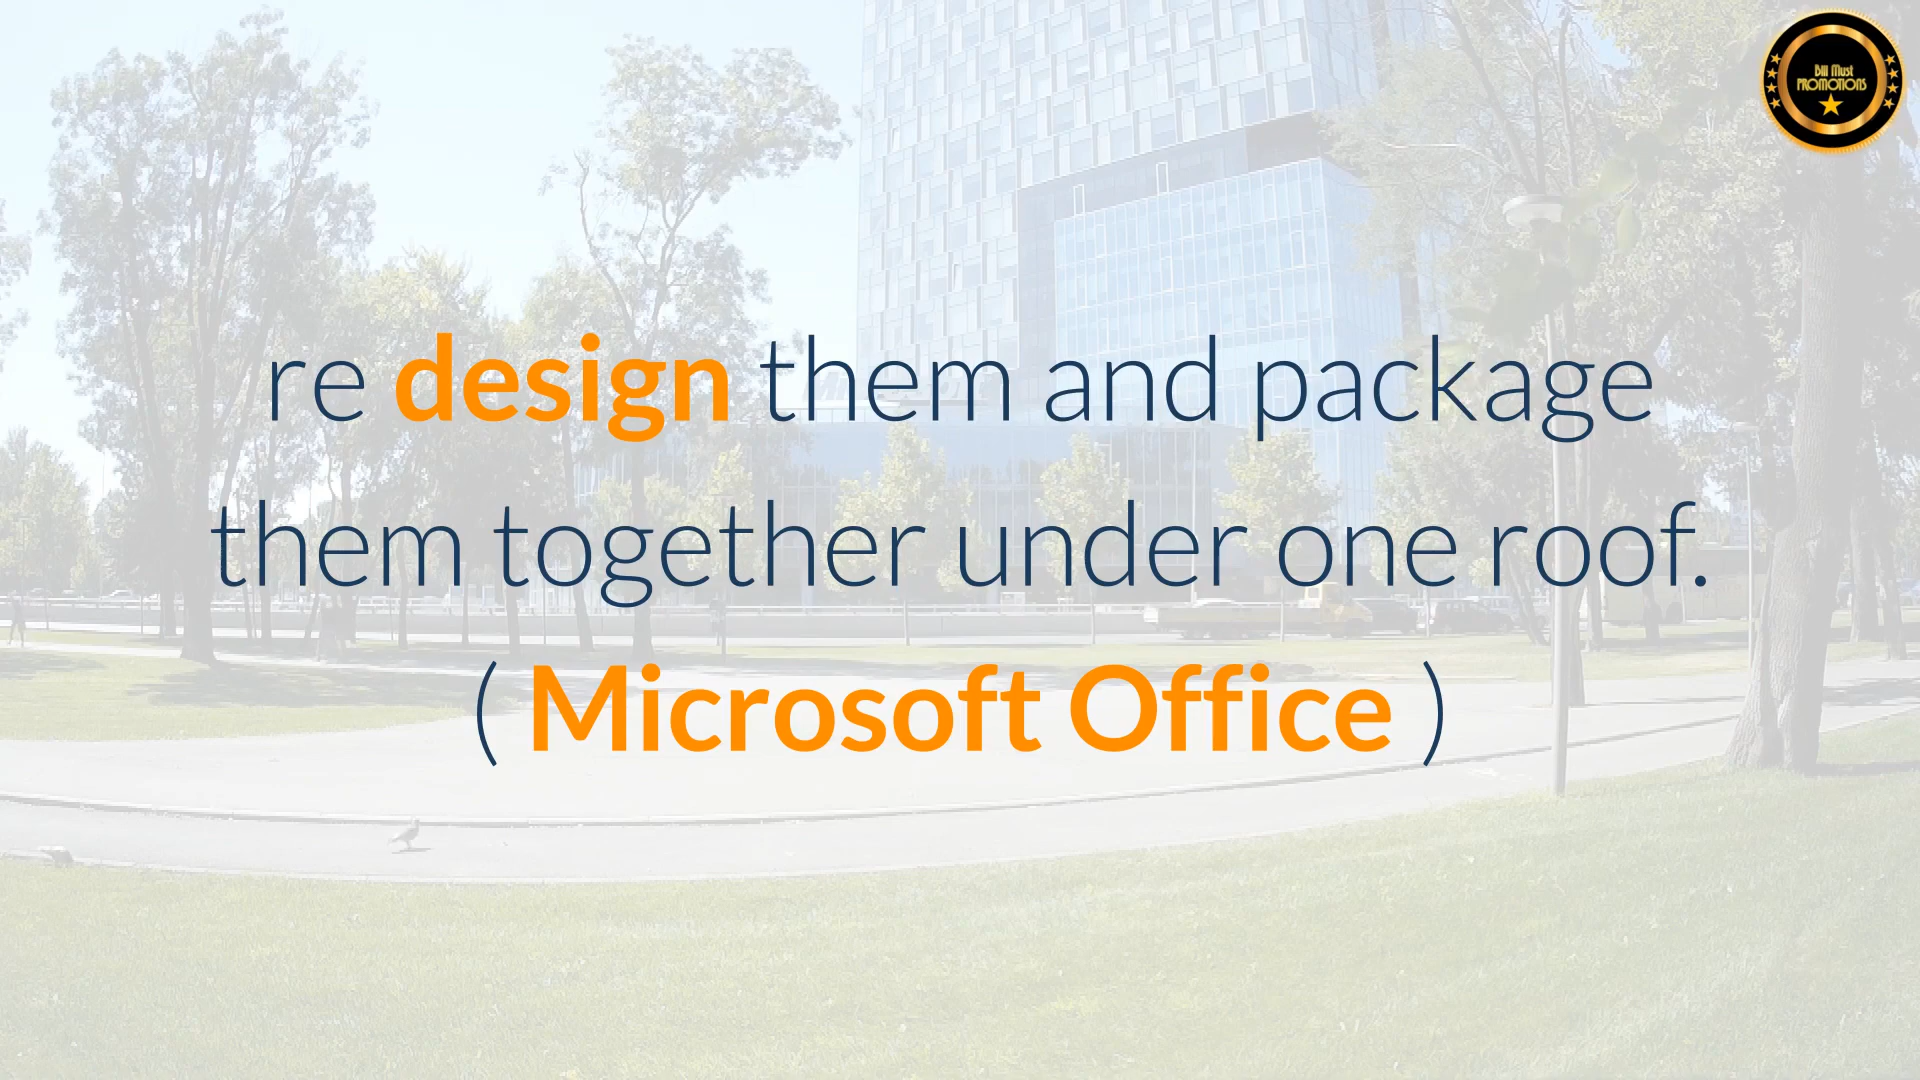 Bill Must
PROMOTIONS
re design them and package
them together under one roof.
( Microsoft Office )